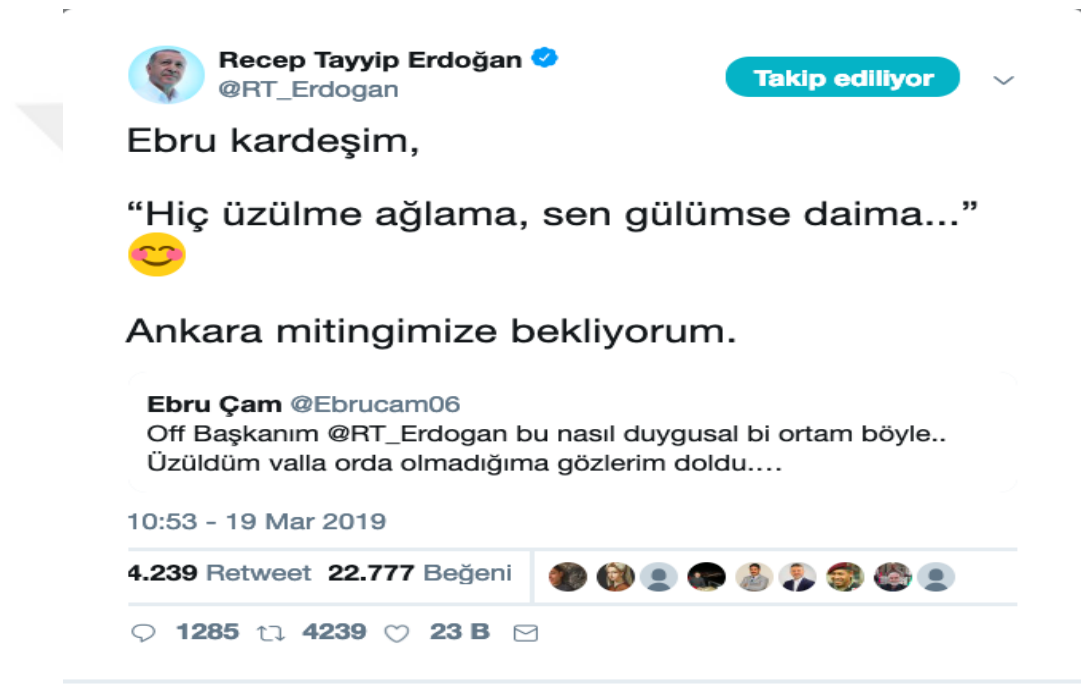 Recep Tayyip Erdoğan
@RT_Erdogan
Takip ediliyor
Ebru kardeşim,
“Hiç üzülme ağlama, sen gülümse daima...”
Ankara mitingimize bekliyorum.
Ebru Çam @Ebrucam06
Off Başkanım @RT_Erdogan bu nasıl duygusal bi ortam böyle..
Üzüldüm valla orda olmadığıma gözlerim doldu....
10:53 - 19 Mar 2019
4.239 Retweet 22.777 Beğeni
1285 4239 23 B